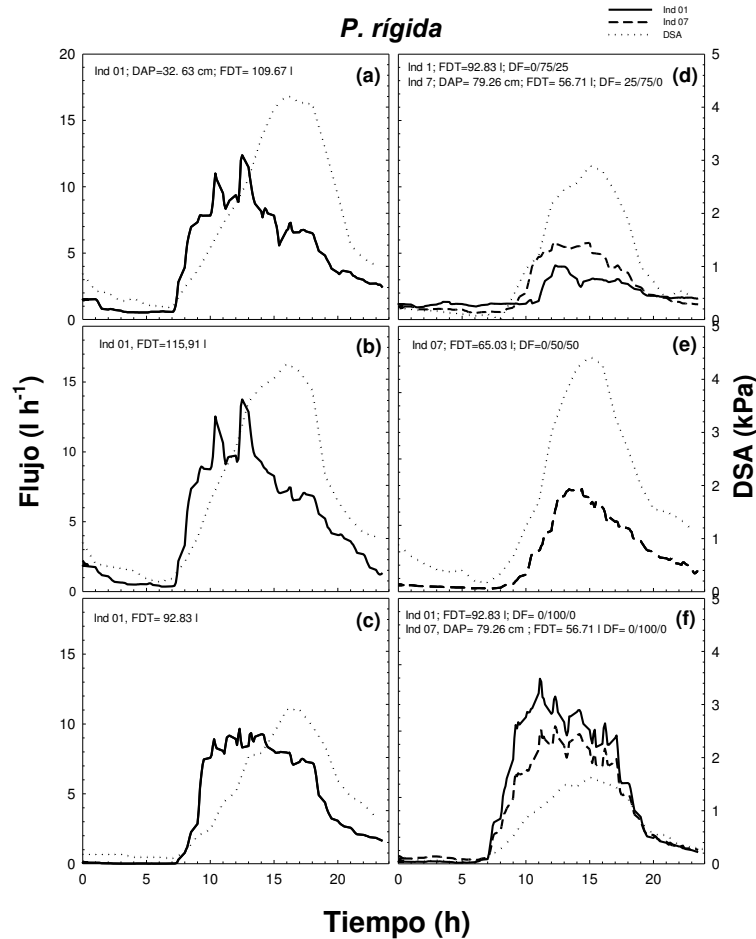 P. rígida
Ind 01
Ind 07
DSA
Ind 01; DAP=32. 63 cm; FDT= 109.67 l
(a)
20
15
10
5
0
Ind 1; FDT=92.83 l; DF=0/75/25
Ind 7; DAP= 79.26 cm; FDT= 56.71 l; DF= 25/75/0
(d)
5
4
3
2
1
0
Ind 01, FDT=115,91 l
(b)
15
10
5
0
Ind 07; FDT=65.03 l; DF=0/50/50
(e)
5
4
3
2
1
0
Ind 01, FDT= 92.83 l
(c)
15
10
5
0
0 5 10 15 20
Ind 01; FDT=92.83 l; DF= 0/100/0
Ind 07, DAP= 79.26 cm ; FDT= 56.71 l DF= 0/100/0
(f)
5
4
3
2
1
0
0 5 10 15 20
Flujo (l h-1)
DSA (kPa)
Tiempo (h)